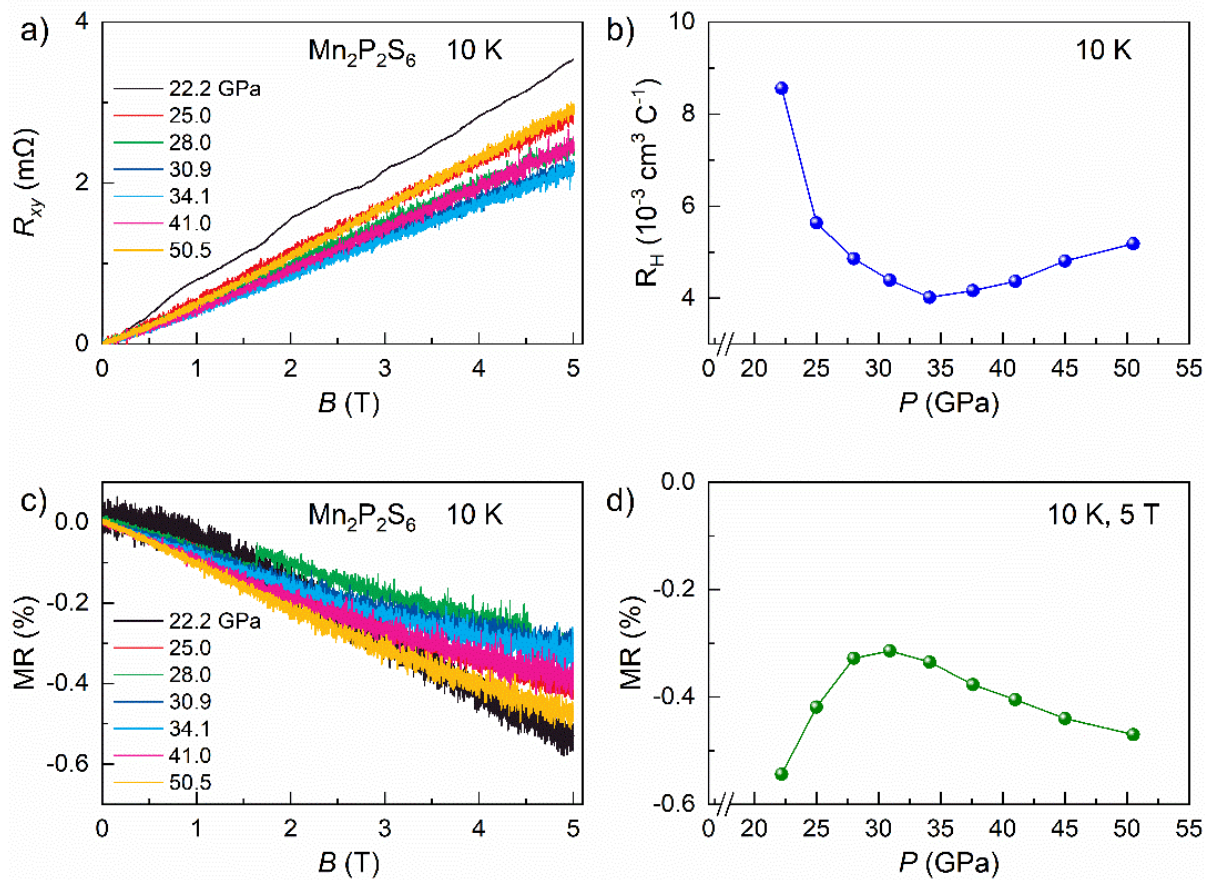 a)
Mn₂P₂S₆ 10 K
22.2 GPa
25.0
28.0
30.9
34.1
41.0
50.5
4
2
0
Rxy (mΩ)
0 1 2 3 4 5
B (T)
b)
10 K
10
8
6
4
R_H (10⁻³ cm³ C⁻¹)
0 20 25 30 35 40 45 50 55
P (GPa)
c)
Mn₂P₂S₆ 10 K
0.0
-0.2
-0.4
-0.6
MR (%)
22.2 GPa
25.0
28.0
30.9
34.1
41.0
50.5
0 1 2 3 4 5
B (T)
d)
10 K, 5 T
0.0
-0.2
-0.4
-0.6
MR (%)
0 20 25 30 35 40 45 50 55
P (GPa)